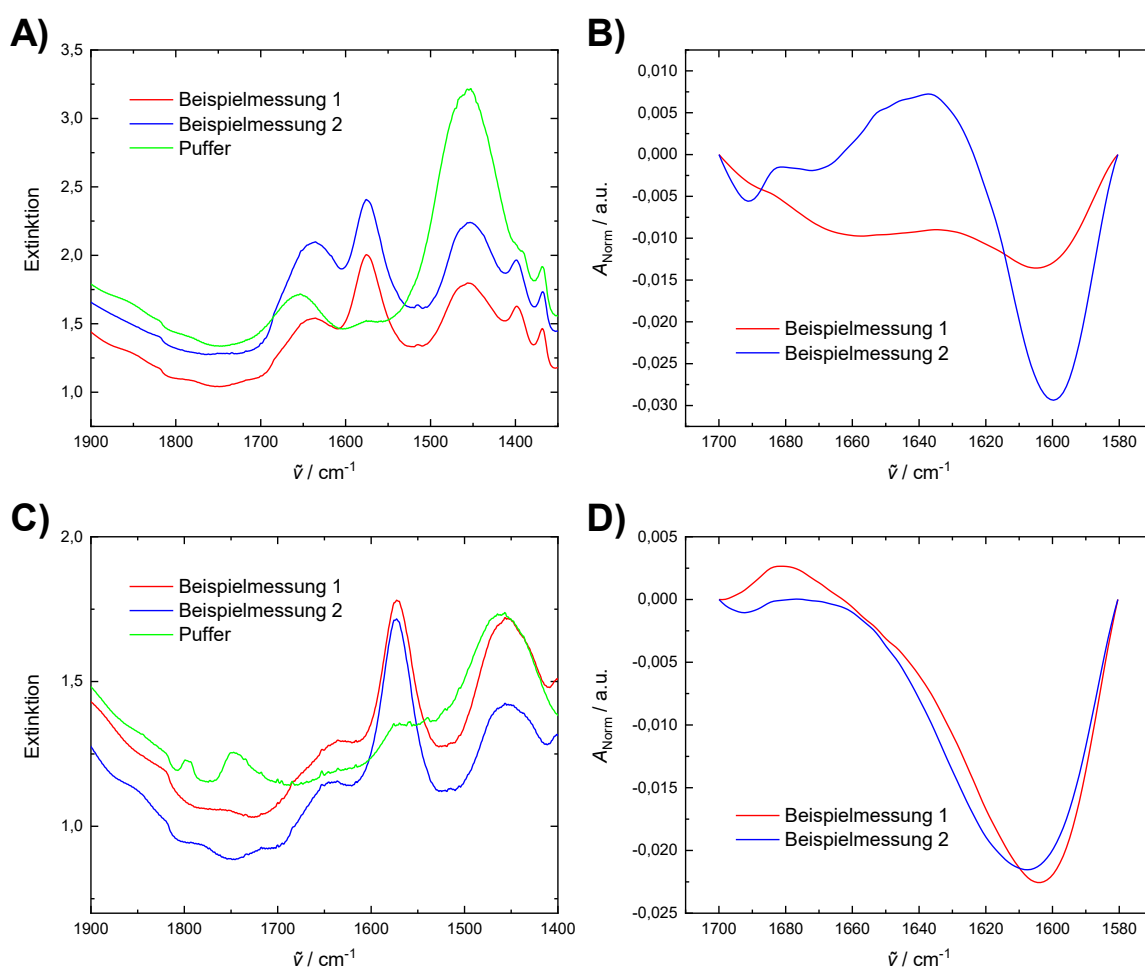 A)
3,5
3,0
2,5
2,0
1,5
1,0
Extinktion
Beispielmessung 1
Beispielmessung 2
Puffer
1900 1800 1700 1600 1500 1400
ṽ / cm⁻¹
B)
0,010
0,005
0,000
-0,005
-0,010
-0,015
-0,020
-0,025
-0,030
A_Norm / a.u.
Beispielmessung 1
Beispielmessung 2
1700 1680 1660 1640 1620 1600 1580
ṽ / cm⁻¹
C)
2,0
1,5
1,0
Extinktion
Beispielmessung 1
Beispielmessung 2
Puffer
1900 1800 1700 1600 1500 1400
ṽ / cm⁻¹
D)
0,005
0,000
-0,005
-0,010
-0,015
-0,020
-0,025
A_Norm / a.u.
Beispielmessung 1
Beispielmessung 2
1700 1680 1660 1640 1620 1600 1580
ṽ / cm⁻¹